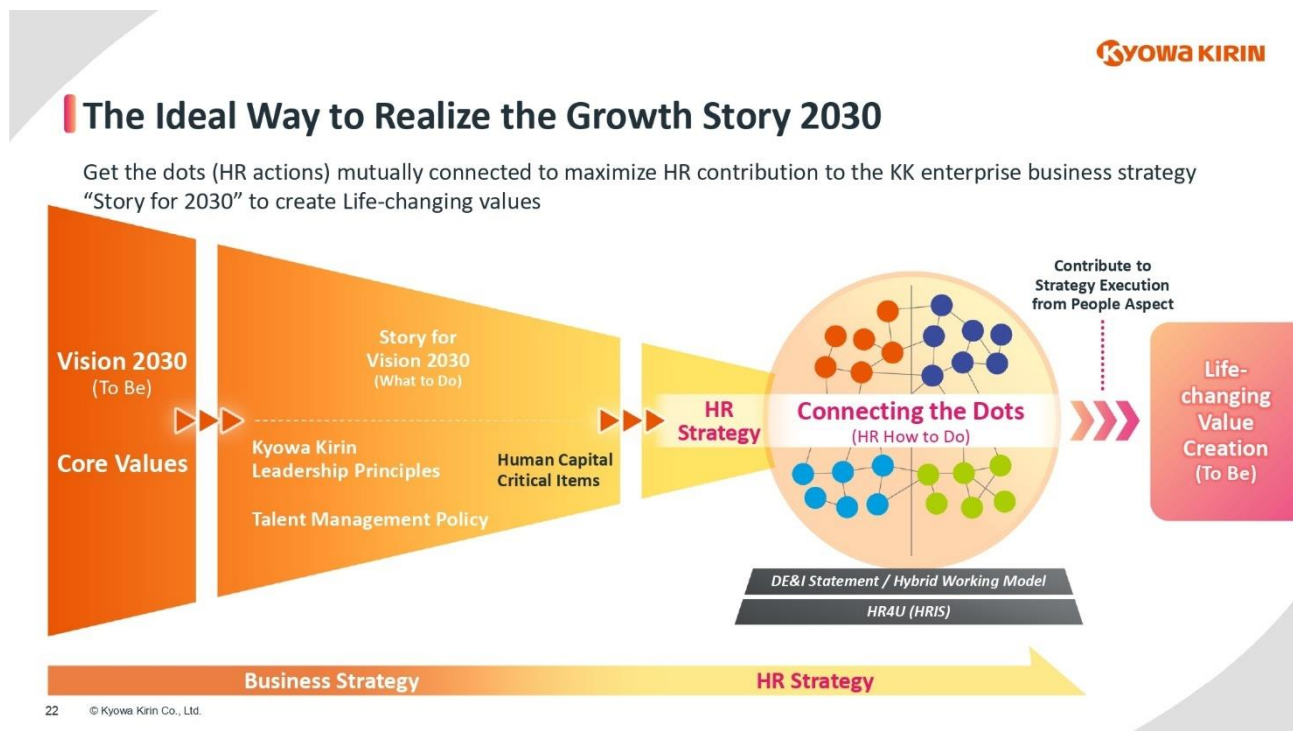 Kyowa KIRIN
The Ideal Way to Realize the Growth Story 2030
Get the dots (HR actions) mutually connected to maximize HR contribution to the KK enterprise business strategy
“Story for 2030” to create Life-changing values
Vision 2030
(To Be)
Core Values
Story for
Vision 2030
(What to Do)
Kyowa Kirin
Leadership Principles
Talent Management Policy
Human Capital
Critical Items
HR
Strategy
Connecting the Dots
(HR How to Do)
Contribute to
Strategy Execution
from People Aspect
Life-
changing
Value
Creation
(To Be)
DE&I Statement / Hybrid Working Model
HR4U (HRIS)
Business Strategy
HR Strategy
22
© Kyowa Kirin Co., Ltd.